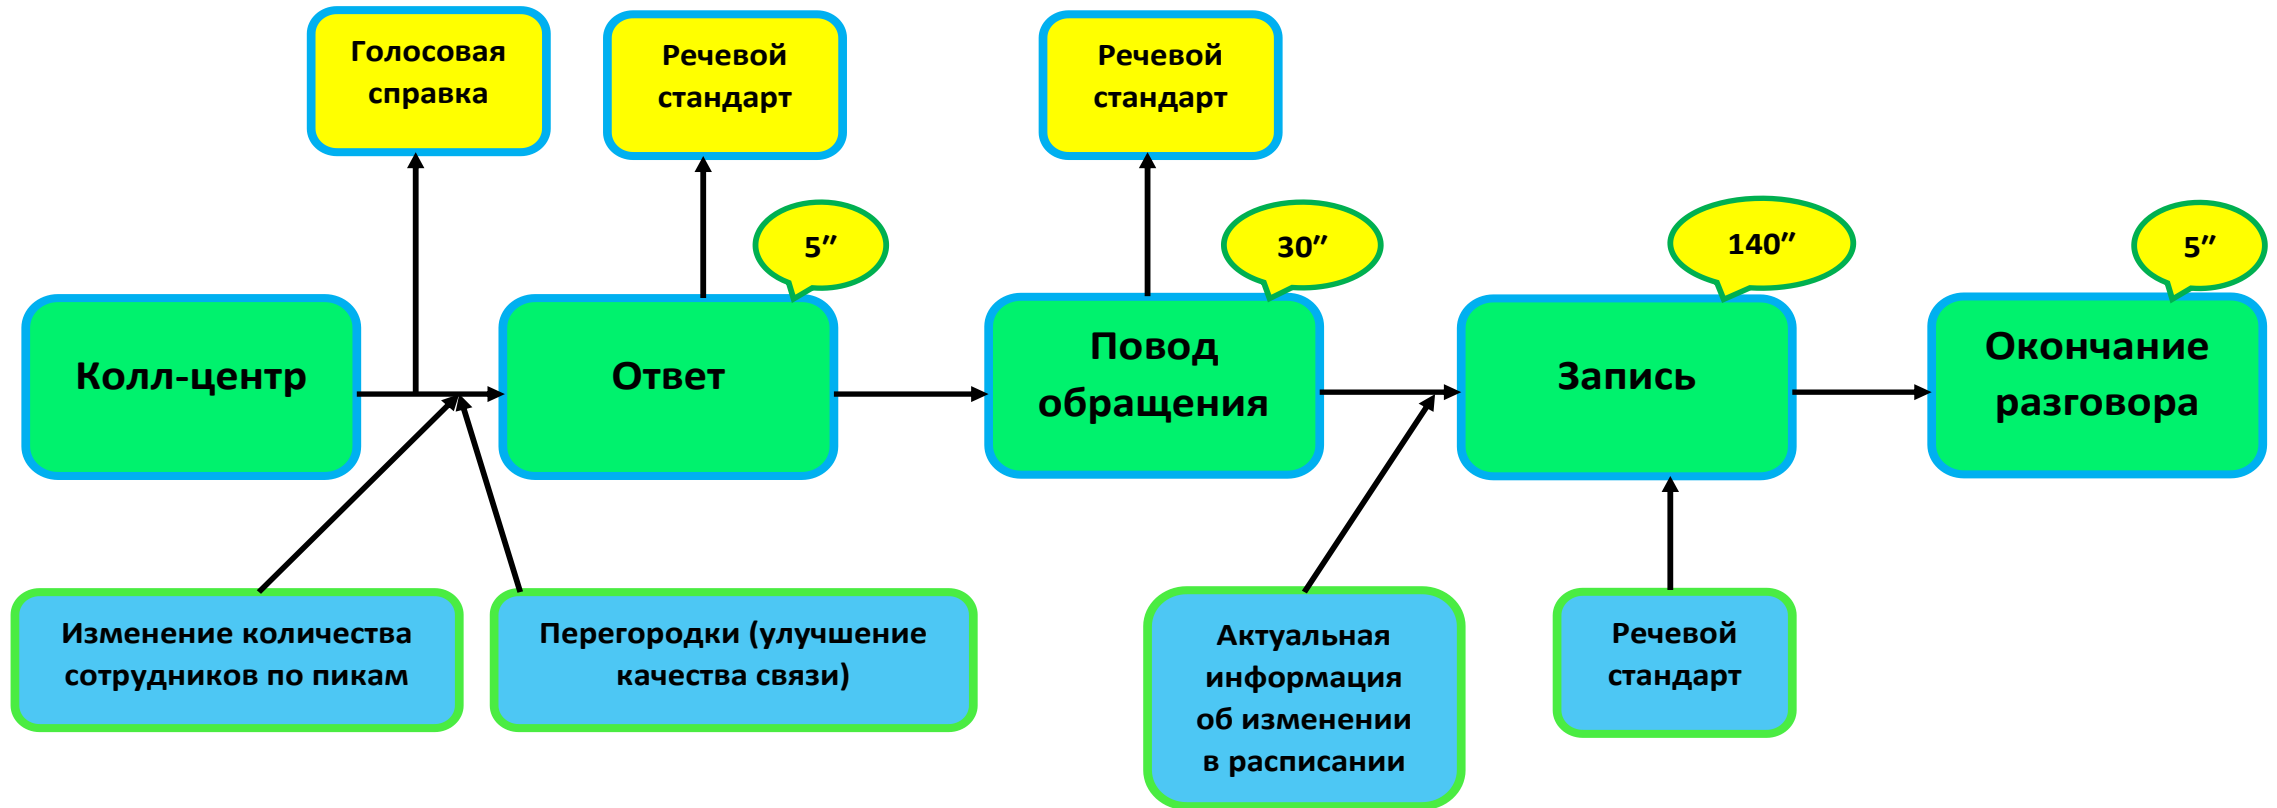 Голосовая
справка
Речевой
стандарт
Речевой
стандарт
5″
30″
140″
5″
Колл-центр
Ответ
Повод
обращения
Запись
Окончание
разговора
Изменение количества
сотрудников по пикам
Перегородки (улучшение
качества связи)
Актуальная
информация
об изменении
в расписании
Речевой
стандарт